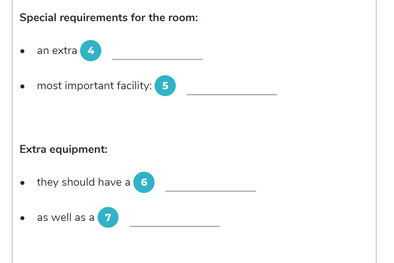 Special requirements for the room:
• an extra 4
• most important facility: 5
Extra equipment:
• they should have a 6
• as well as a 7